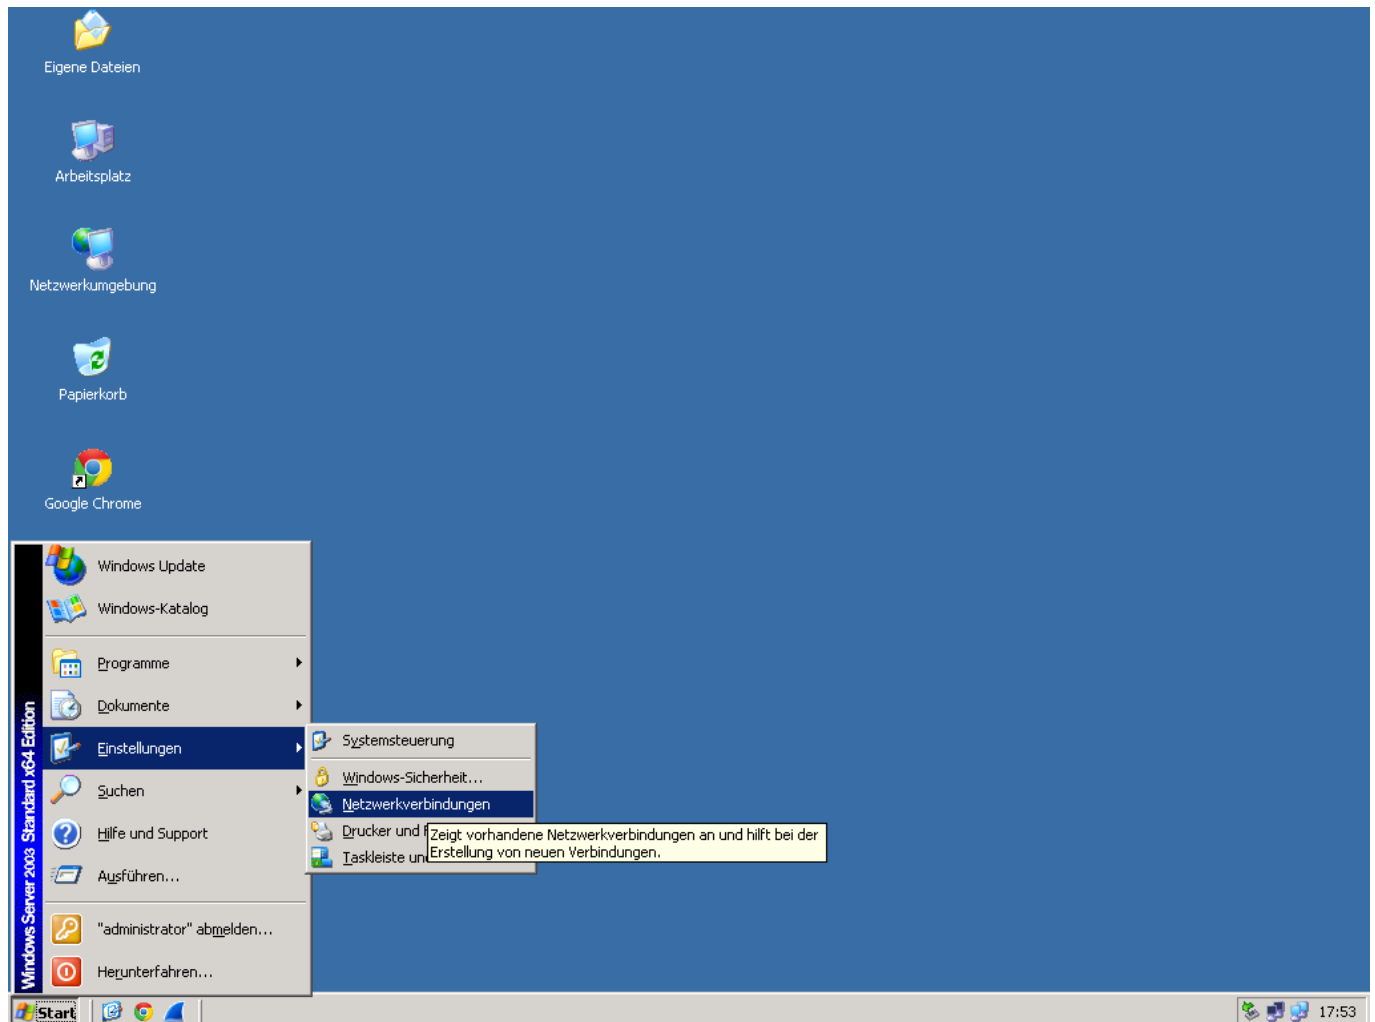 Eigene Dateien
Arbeitsplatz
Netzwerkumgebung
Papierkorb
Google Chrome
Windows Server 2003 Standard x64 Edition
Windows Update
Windows-Katalog
Programme
Dokumente
Einstellungen
Suchen
Hilfe und Support
Ausführen...
"administrator" abmelden...
Herunterfahren...
Systemsteuerung
Windows-Sicherheit...
Netzwerkverbindungen
Drucker und
Taskleiste
Zeigt vorhandene Netzwerkverbindungen an und hilft bei der
Erstellung von neuen Verbindungen.
Start
17:53